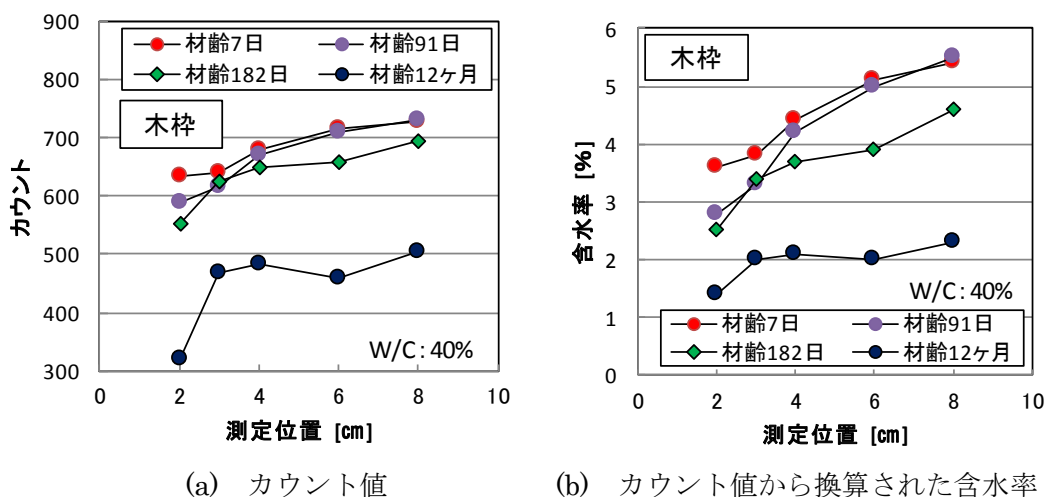 900
800
700
600
500
400
300
カウント
材齢7日 材齢91日
材齢182日 材齢12ヶ月
木枠
W/C：40%
0 2 4 6 8 10
測定位置 [cm]
(a) カウント値
6
5
4
3
2
1
0
含水率 [%]
木枠
W/C：40%
材齢7日 材齢91日
材齢182日 材齢12ヶ月
0 2 4 6 8 10
測定位置 [cm]
(b) カウント値から換算された含水率